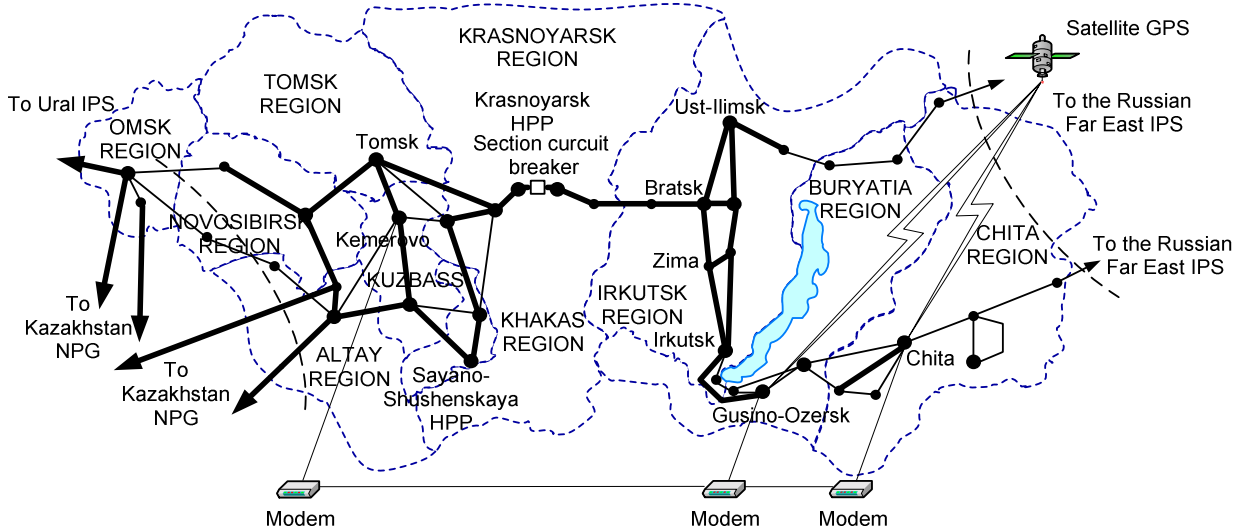 KRASNOYARSK
REGION
Satellite GPS
TOMSK
REGION
To Ural IPS
Krasnoyarsk
HPP
Section curcuit
breaker
Ust-Ilimsk
To the Russian
Far East IPS
OMSK
REGION
Tomsk
Bratsk
BURYATIA
REGION
NOVOSIBIRSK
REGION
Kemerovo
CHITA
REGION
To the Russian
Far East IPS
KUZBASS
Zima
IRKUTSK
REGION
To
Kazakhstan
NPG
KHAKAS
REGION
Irkutsk
To
Kazakhstan
NPG
ALTAY
REGION
Sayano-
Shushenskaya
HPP
Chita
Gusino-Ozersk
Modem
Modem
Modem